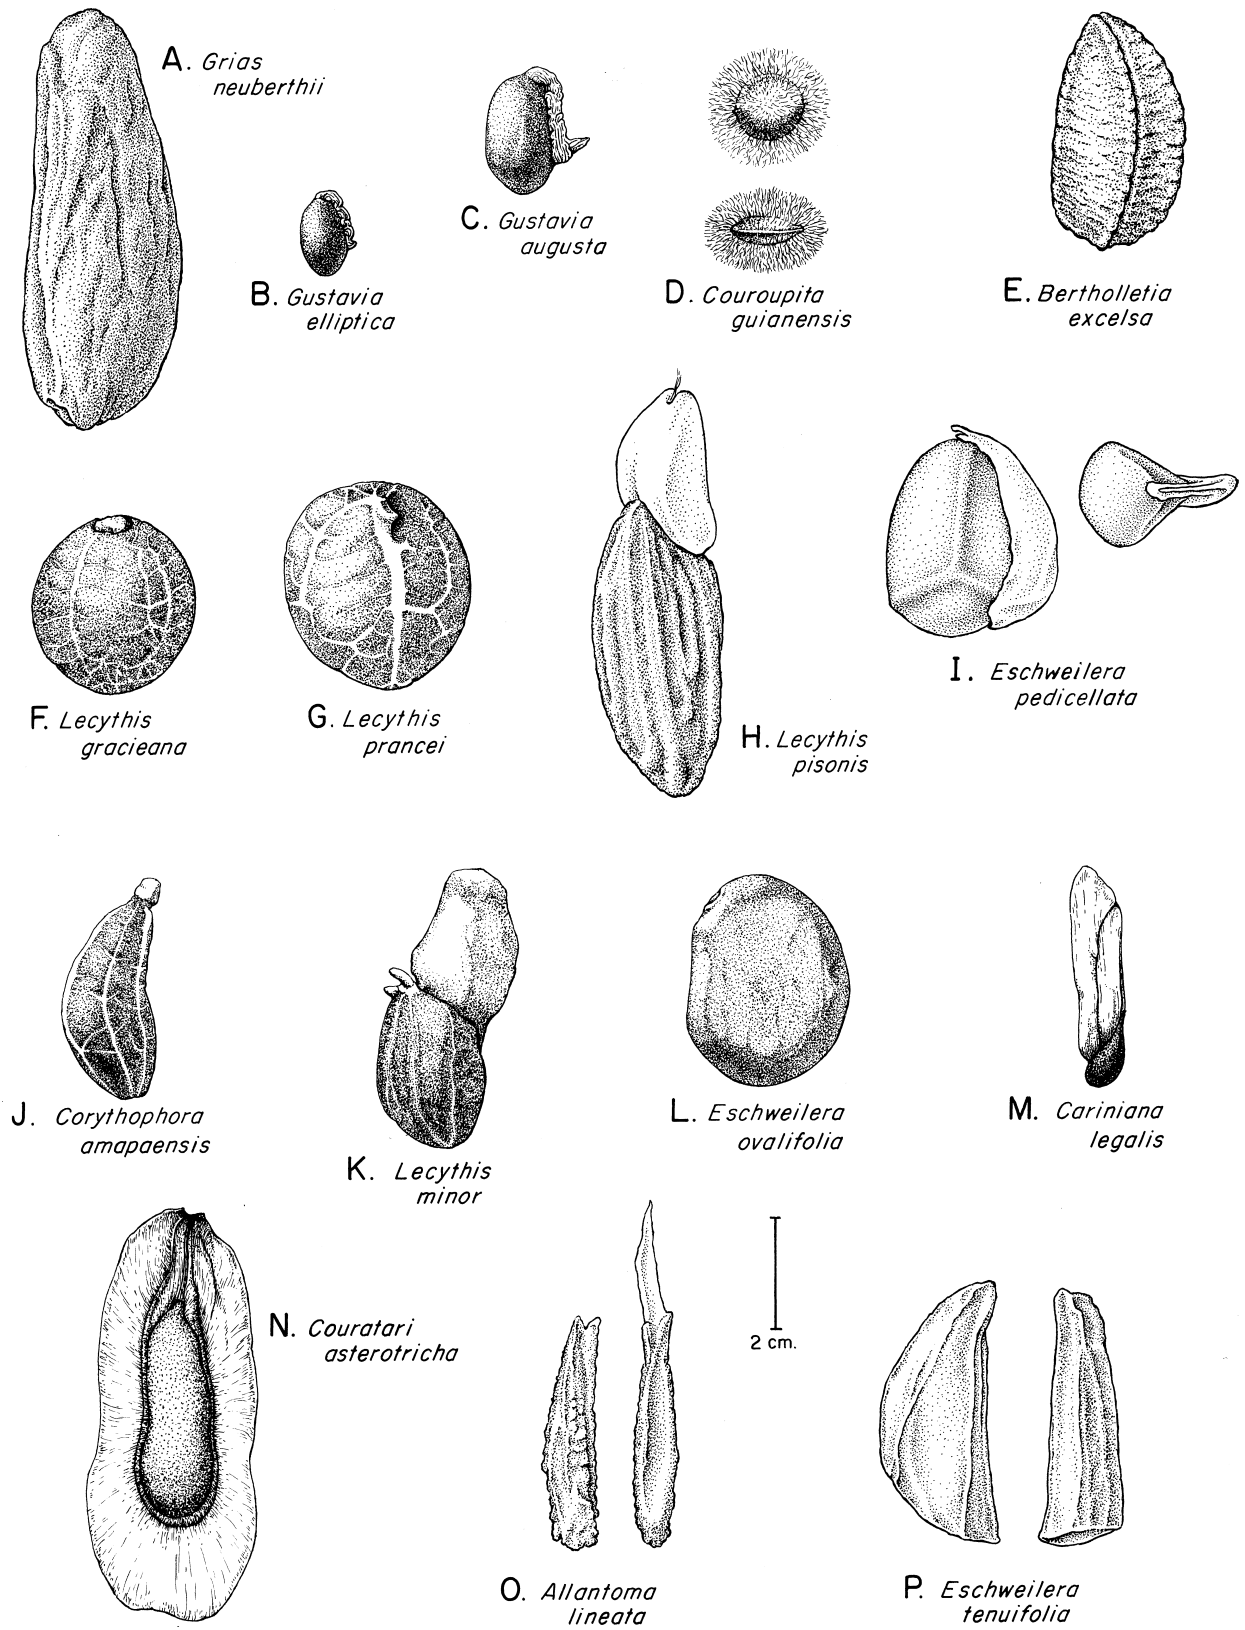 A. Grias
neuberthii
B. Gustavia
elliptica
C. Gustavia
augusta
D. Couroupita
guianensis
E. Bertholletia
excelsa
F. Lecythis
gracieana
G. Lecythis
prancei
H. Lecythis
pisonis
I. Eschweilera
pedicellata
J. Corythophora
amapaensis
K. Lecythis
minor
L. Eschweilera
ovalifolia
M. Cariniana
legalis
N. Couratari
asterotricha
2 cm.
O. Allantoma
lineata
P. Eschweilera
tenuifolia